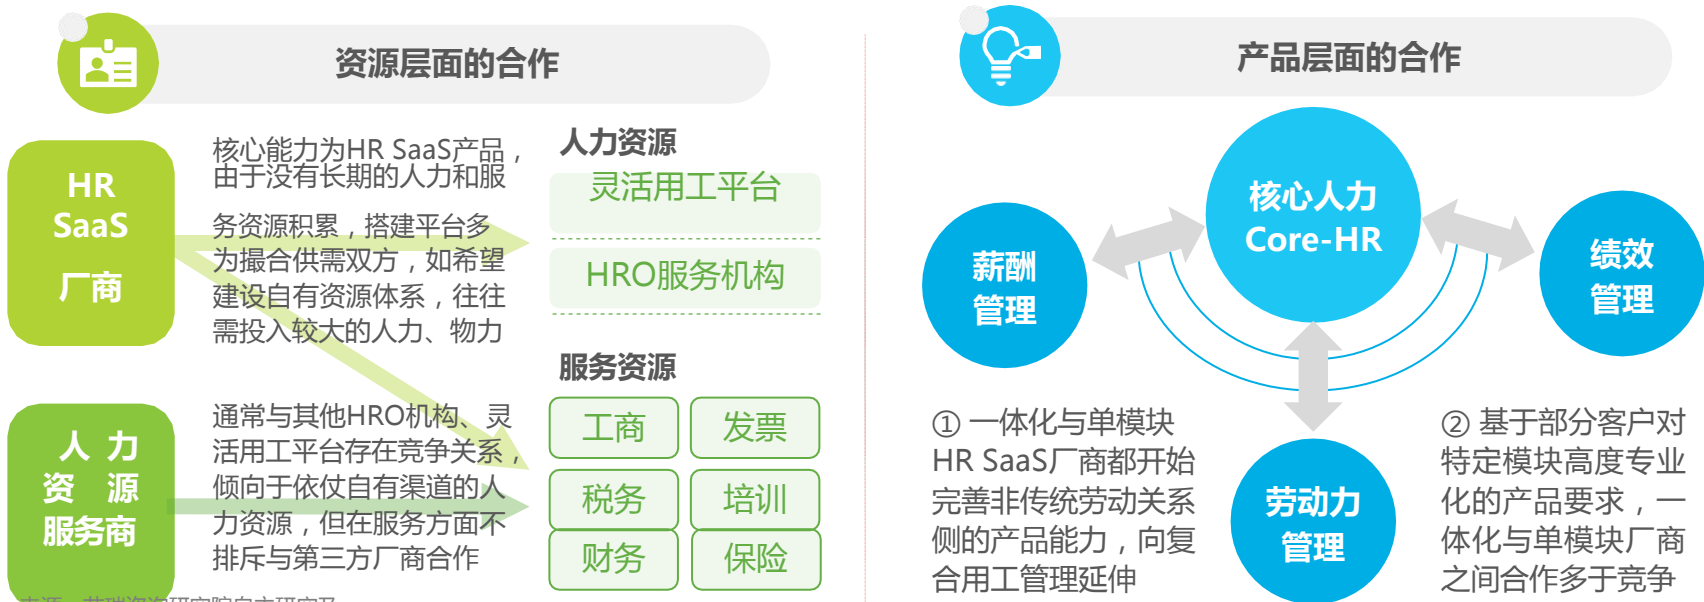 资源层面的合作
HR
SaaS
厂商
核心能力为HR SaaS产品，
由于没有长期的人力和服
务资源积累，搭建平台多
为撮合供需双方，如希望
建设自有资源体系，往往
需投入较大的人力、物力
人力资源
灵活用工平台
HRO服务机构
服务资源
工商
发票
税务
培训
财务
保险
人 力
资 源
服务商
通常与其他HRO机构、灵
活用工平台存在竞争关系，
倾向于依仗自有渠道的人
力资源，但在服务方面不
排斥与第三方厂商合作
产品层面的合作
核心人力
Core-HR
薪酬
管理
绩效
管理
劳动力
管理
① 一体化与单模块
HR SaaS厂商都开始
完善非传统劳动关系
侧的产品能力，向复
合用工管理延伸
② 基于部分客户对
特定模块高度专业
化的产品要求，一
体化与单模块厂商
之间合作多于竞争